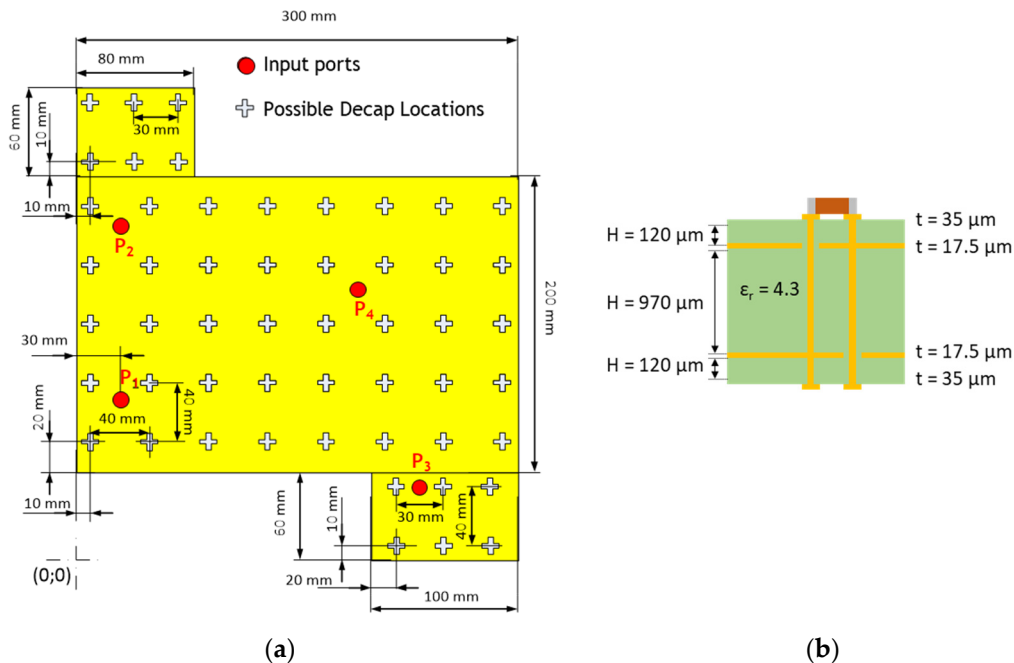 300 mm
80 mm
Input ports
Possible Decap Locations
60 mm
10 mm
30 mm
10 mm
P2
P4
200 mm
30 mm
P1
40 mm
40 mm
20 mm
10 mm
P3
60 mm
10 mm
30 mm
40 mm
(0;0)
20 mm
100 mm
t = 35 µm
H = 120 µm
t = 17.5 µm
εr = 4.3
H = 970 µm
t = 17.5 µm
H = 120 µm
t = 35 µm
(a)
(b)